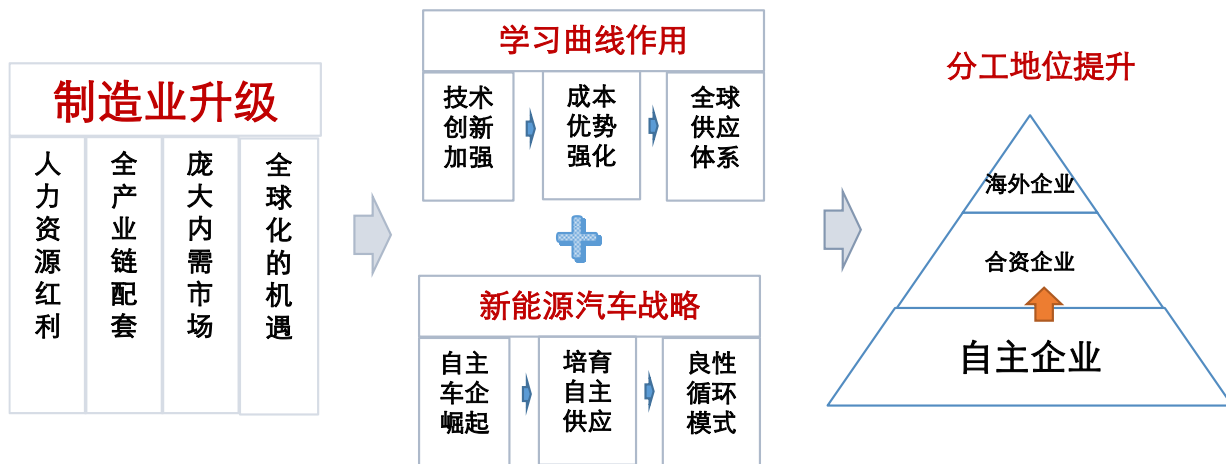 制造业升级
人力资源红利
全产业链配套
庞大内需市场
全球化的机遇
学习曲线作用
技术
创新
加强
成本
优势
强化
全球
供应
体系
新能源汽车战略
自主
车企
崛起
培育
自主
供应
良性
循环
模式
分工地位提升
海外企业
合资企业
自主企业